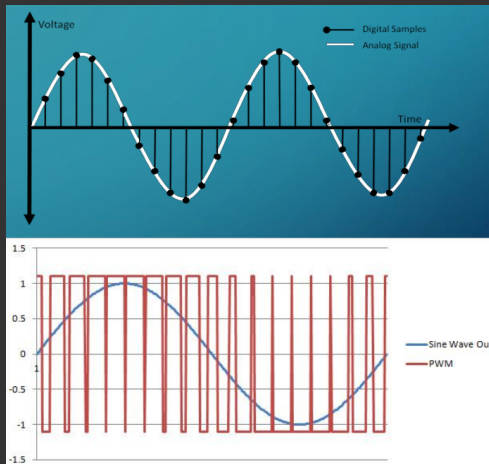 Voltage
Digital Samples
Analog Signal
Time
1.5
1
0.5
0
1
-0.5
-1
-1.5
Sine Wave Ou
PWM